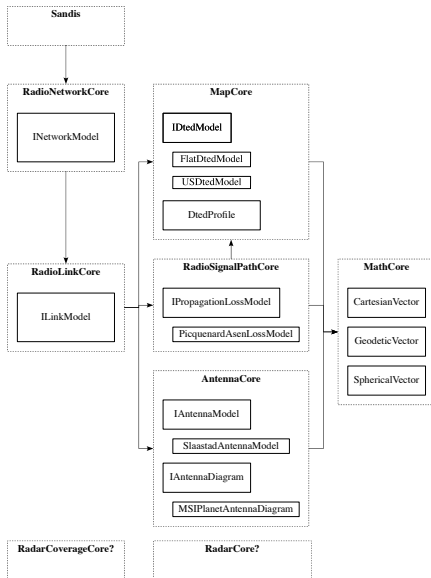 Sandis
RadioNetworkCore
INetworkModel
MapCore
IDtedModel
FlatDtedModel
USDtedModel
DtedProfile
RadioLinkCore
ILinkModel
RadioSignalPathCore
IPropagationLossModel
PicquenardAsenLossModel
MathCore
CartesianVector
GeodeticVector
SphericalVector
AntennaCore
IAntennaModel
SlaastadAntennaModel
IAntennaDiagram
MSIPlanetAntennaDiagram
RadarCoverageCore?
RadarCore?